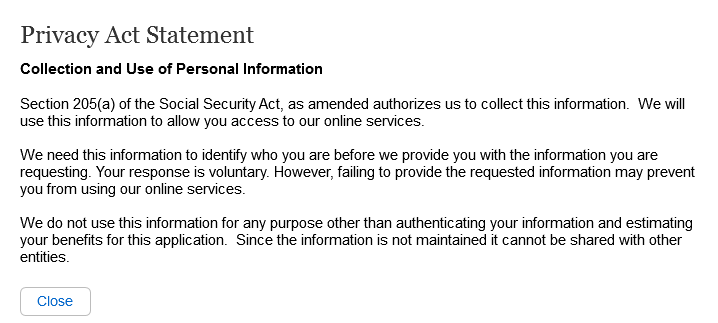 Privacy Act Statement
Collection and Use of Personal Information
Section 205(a) of the Social Security Act, as amended authorizes us to collect this information.  We will
use this information to allow you access to our online services.
We need this information to identify who you are before we provide you with the information you are
requesting. Your response is voluntary. However, failing to provide the requested information may prevent
you from using our online services.
We do not use this information for any purpose other than authenticating your information and estimating
your benefits for this application.  Since the information is not maintained it cannot be shared with other
entities.
Close